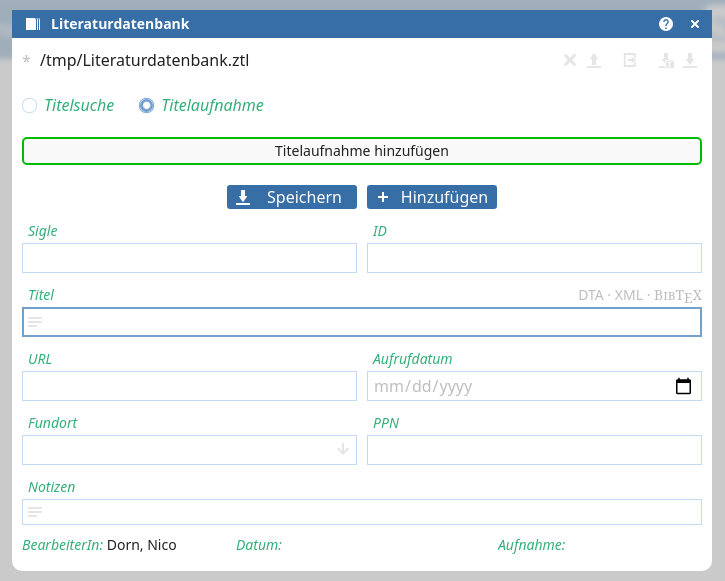 Literaturdatenbank
* /tmp/Literaturdatenbank.ztl
Titelsuche Titelaufnahme
Titelaufnahme hinzufügen
Speichern + Hinzufügen
Sigle ID
Titel DTA · XML · BIBTEX
URL Aufrufdatum
mm/dd/yyyy
Fundort PPN
Notizen
BearbeiterIn: Dorn, Nico Datum: Aufnahme: